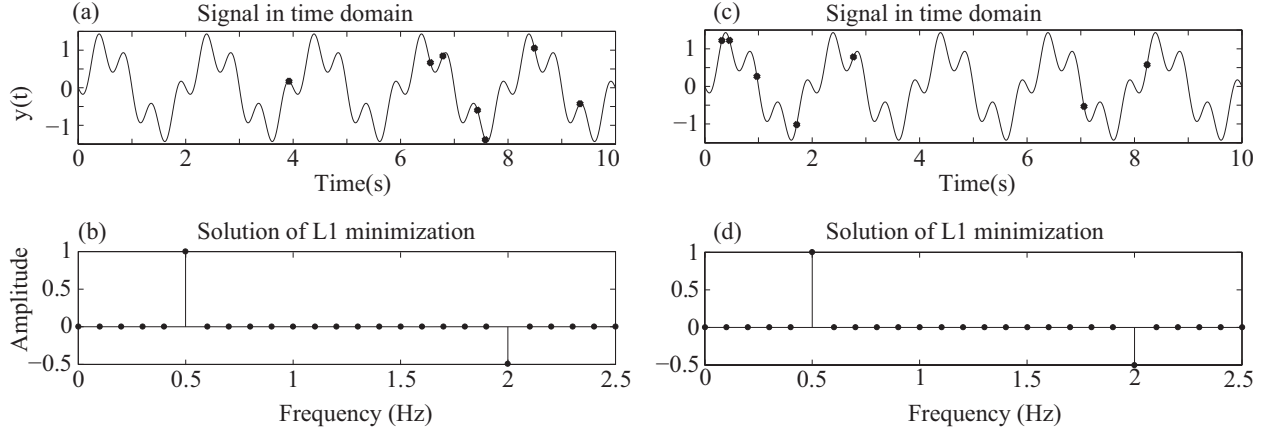 (a) Signal in time domain
y(t)
1
0
−1
0 2 4 6 8 10
Time(s)
(b) Solution of L1 minimization
Amplitude
1
0.5
0
−0.5
0 0.5 1 1.5 2 2.5
Frequency (Hz)
(c) Signal in time domain
1
0
−1
0 2 4 6 8 10
Time(s)
(d) Solution of L1 minimization
1
0.5
0
−0.5
0 0.5 1 1.5 2 2.5
Frequency (Hz)